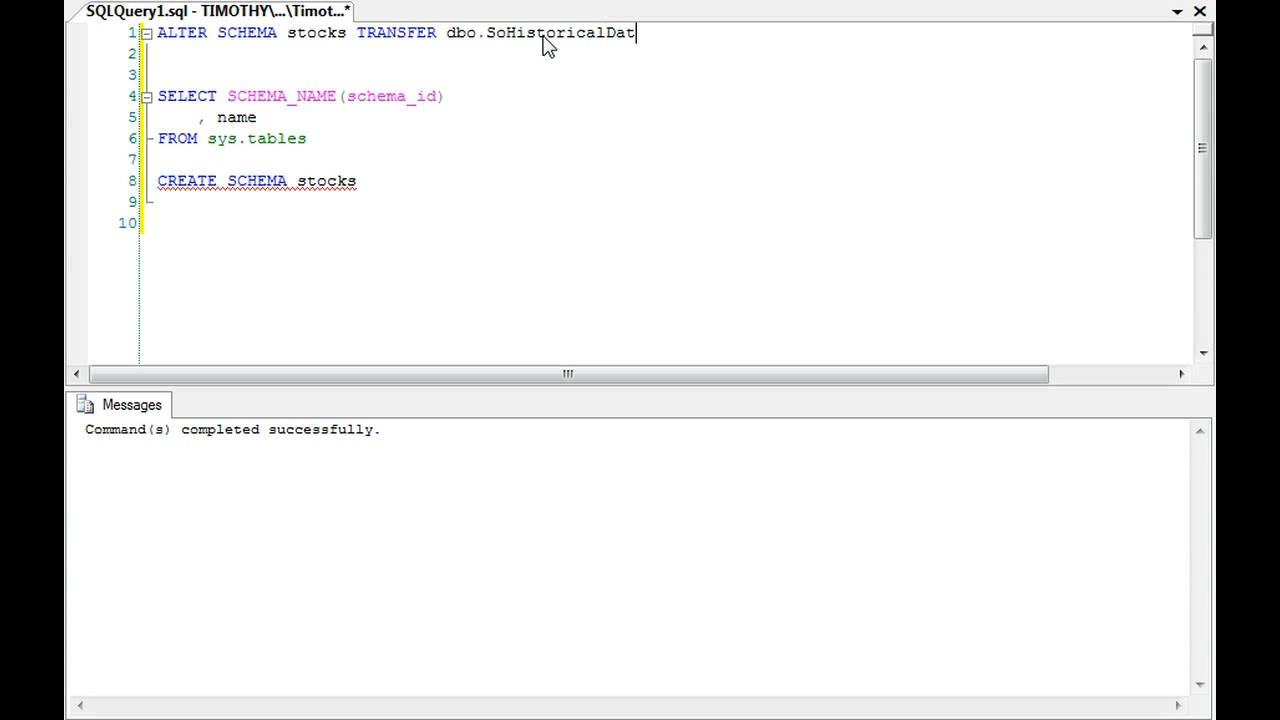 SQLQuery1.sql - TIMOTHY\...\Timot...*
1 ALTER SCHEMA stocks TRANSFER dbo.SoHistoricalDat
2
3
4 SELECT SCHEMA_NAME(schema_id)
5 , name
6 FROM sys.tables
7
8 CREATE SCHEMA stocks
9
10
Messages
Command(s) completed successfully.